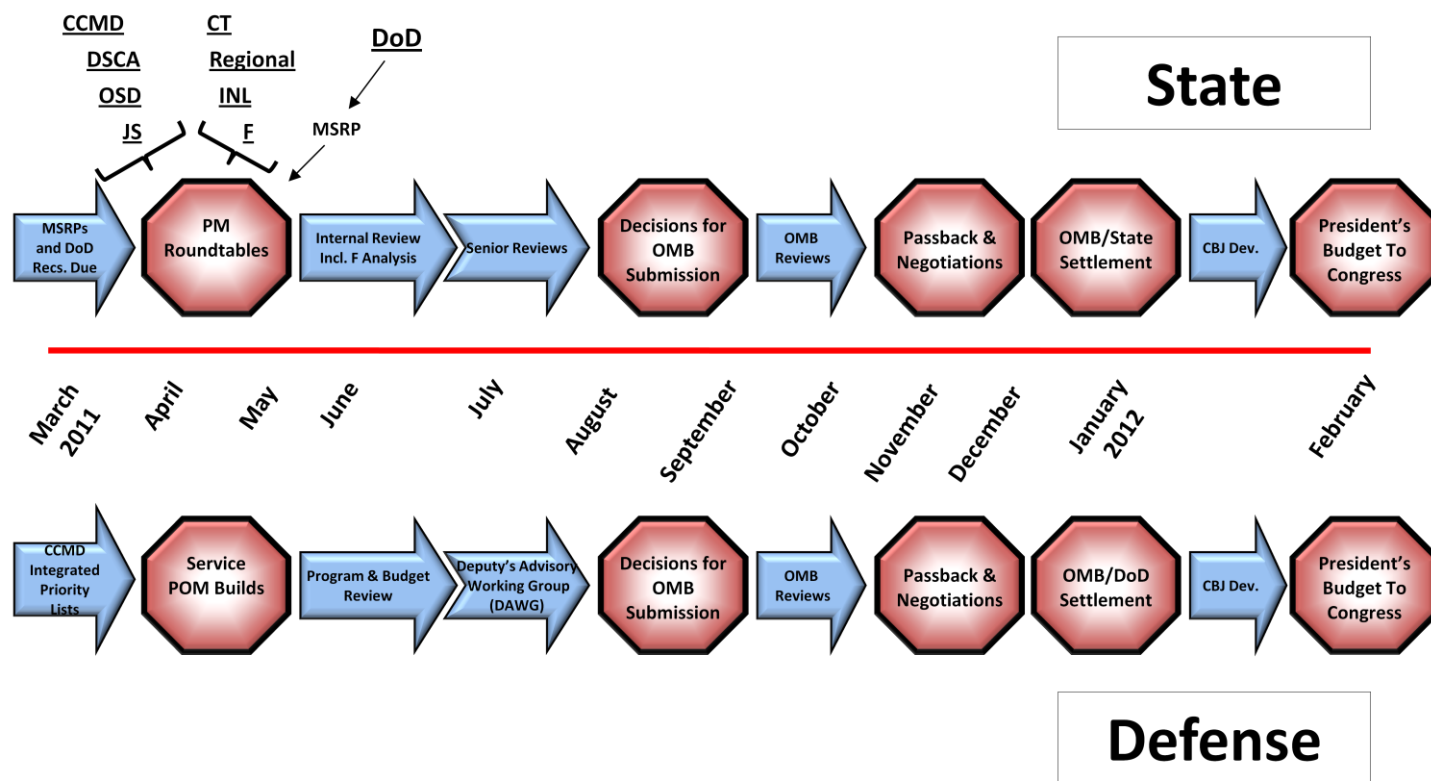 CCMD
DSCA
OSD
JS
CT
Regional
INL
F
DoD
MSRP
State
MSRPs
and DoD
Recs. Due
PM
Roundtables
Internal Review
Incl. F Analysis
Senior Reviews
Decisions for
OMB
Submission
OMB
Reviews
Passback &
Negotiations
OMB/State
Settlement
CBJ Dev.
President's
Budget To
Congress
March
2011
April
May
June
July
August
September
October
November
December
January
2012
February
CCMD
Integrated
Priority
Lists
Service
POM Builds
Program & Budget
Review
Deputy's Advisory
Working Group
(DAWG)
Decisions for
OMB
Submission
OMB
Reviews
Passback &
Negotiations
OMB/DoD
Settlement
CBJ Dev.
President's
Budget To
Congress
Defense